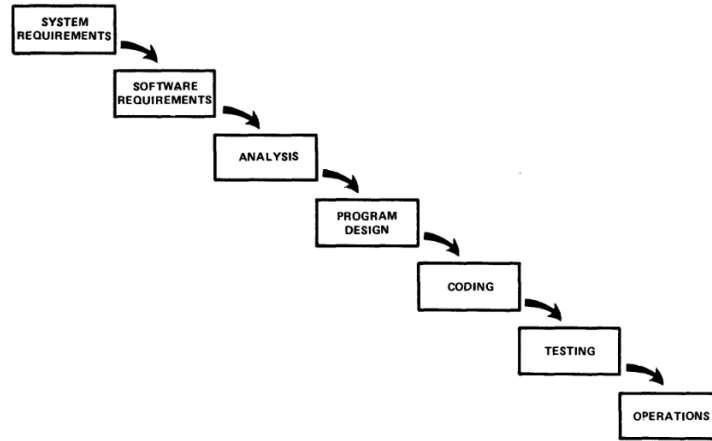 SYSTEM
REQUIREMENTS
SOFTWARE
REQUIREMENTS
ANALYSIS
PROGRAM
DESIGN
CODING
TESTING
OPERATIONS